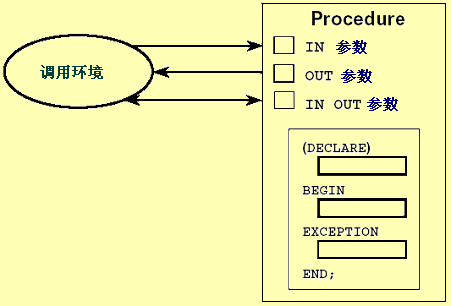 Procedure
IN 参数
调用环境
OUT 参数
IN OUT 参数
(DECLARE)
BEGIN
EXCEPTION
END;